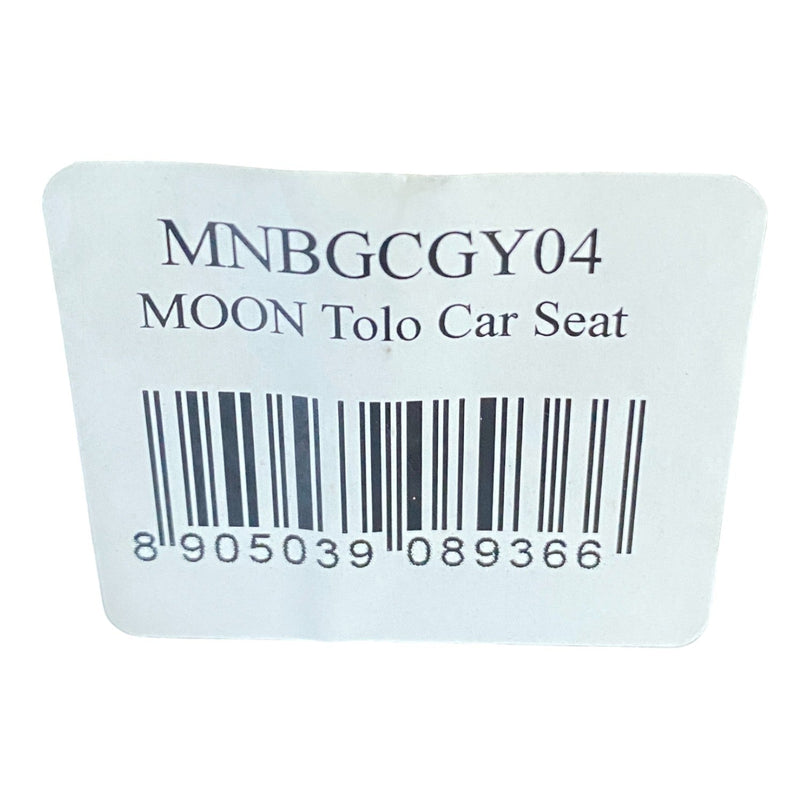 MNBGCGY04
MOON Tolo Car Seat
8 905039 089366